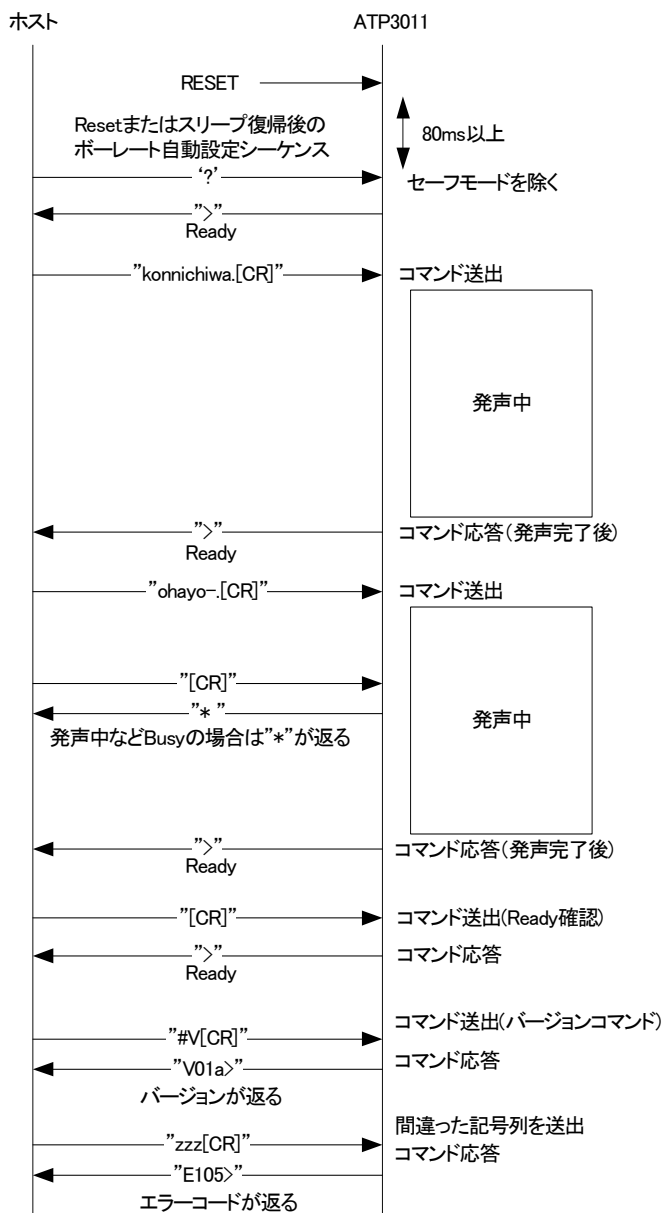 ホスト
ATP3011
RESET
Resetまたはスリープ復帰後の
ボーレート自動設定シーケンス
80ms以上
‘?’
セーフモードを除く
”>”
Ready
”konnichiwa.[CR]”
コマンド送出
発声中
”>”
コマンド応答(発声完了後)
Ready
”ohayo-.[CR]”
コマンド送出
”[CR]”
”* ”
発声中
発声中などBusyの場合は”*”が返る
”>”
コマンド応答(発声完了後)
Ready
”[CR]”
コマンド送出(Ready確認)
”>”
コマンド応答
Ready
コマンド送出(バージョンコマンド)
”#V[CR]”
コマンド応答
”V01a>”
バージョンが返る
間違った記号列を送出
”zzz[CR]”
コマンド応答
”E105>”
エラーコードが返る